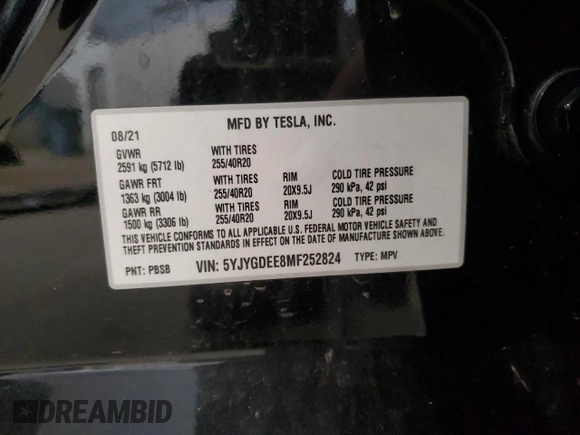 08/21 MFD BY TESLA, INC.
GVWR WITH TIRES
2591 kg (5712 lb) 255/40R20
GAWR FRT WITH TIRES RIM COLD TIRE PRESSURE
1363 kg (3004 lb) 255/40R20 20X9.5J 290 kPa, 42 psi
GAWR RR WITH TIRES RIM COLD TIRE PRESSURE
1500 kg (3306 lb) 255/40R20 20X9.5J 290 kPa, 42 psi
THIS VEHICLE CONFORMS TO ALL APPLICABLE U.S. FEDERAL MOTOR VEHICLE SAFETY AND
THEFT PREVENTION STANDARDS IN EFFECT ON THE DATE OF MANUFACTURE SHOWN ABOVE.
PNT: PBSB VIN: 5YJYGDEE8MF252824 TYPE: MPV
DREAMBID